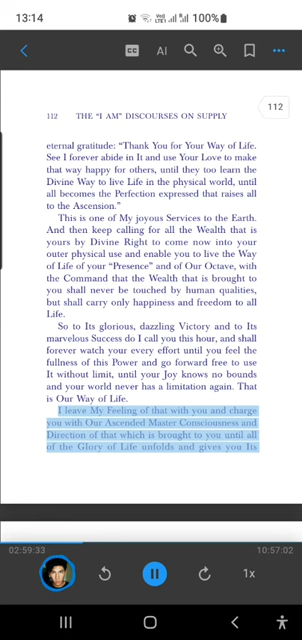 13:14
Vo))
LTE1
100%
CC
AI
112
112 THE “I AM” DISCOURSES ON SUPPLY
eternal gratitude: “Thank You for Your Way of Life.
See I forever abide in It and use Your Love to make
that way happy for others, until they too learn the
Divine Way to live Life in the physical world, until
all becomes the Perfection expressed that raises all
to the Ascension.”
This is one of My joyous Services to the Earth.
And then keep calling for all the Wealth that is
yours by Divine Right to come now into your
outer physical use and enable you to live the Way
of Life of your “Presence” and of Our Octave, with
the Command that the Wealth that is brought to
you shall never be touched by human qualities,
but shall carry only happiness and freedom to all
Life.
So to Its glorious, dazzling Victory and to Its
marvelous Success do I call you this hour, and shall
forever watch your every effort until you feel the
fullness of this Power and go forward free to use
It without limit, until your Joy knows no bounds
and your world never has a limitation again. That
is Our Way of Life.
I leave My Feeling of that with you and charge
you with Our Ascended Master Consciousness and
Direction of that which is brought to you until all
of the Glory of Life unfolds and gives you Its
02:59:33
10:57:02
1x